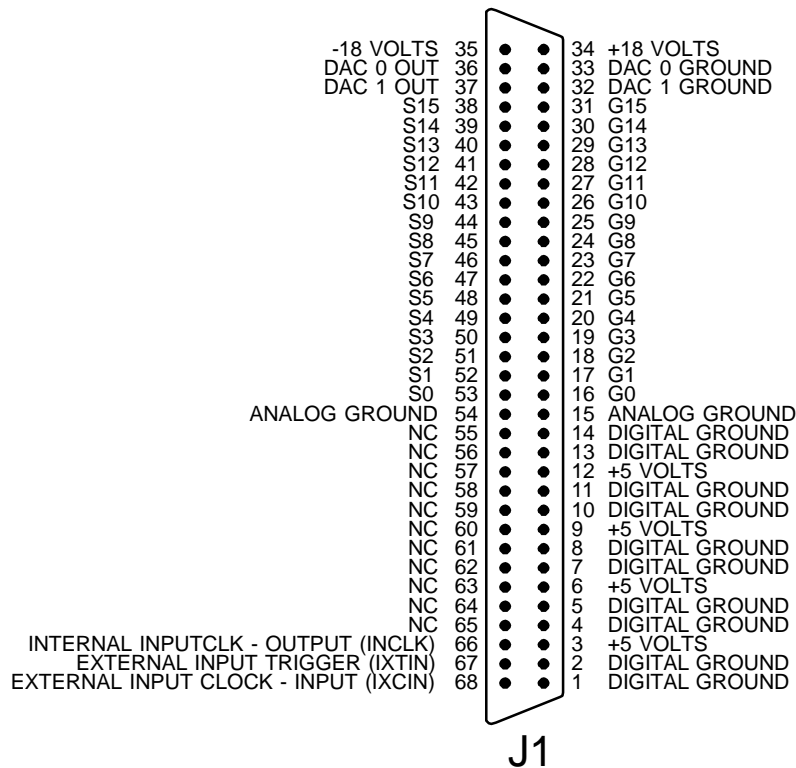 -18 VOLTS 35 34 +18 VOLTS
DAC 0 OUT 36 33 DAC 0 GROUND
DAC 1 OUT 37 32 DAC 1 GROUND
S15 38 31 G15
S14 39 30 G14
S13 40 29 G13
S12 41 28 G12
S11 42 27 G11
S10 43 26 G10
S9 44 25 G9
S8 45 24 G8
S7 46 23 G7
S6 47 22 G6
S5 48 21 G5
S4 49 20 G4
S3 50 19 G3
S2 51 18 G2
S1 52 17 G1
S0 53 16 G0
ANALOG GROUND 54 15 ANALOG GROUND
NC 55 14 DIGITAL GROUND
NC 56 13 DIGITAL GROUND
NC 57 12 +5 VOLTS
NC 58 11 DIGITAL GROUND
NC 59 10 DIGITAL GROUND
NC 60 9 +5 VOLTS
NC 61 8 DIGITAL GROUND
NC 62 7 DIGITAL GROUND
NC 63 6 +5 VOLTS
NC 64 5 DIGITAL GROUND
NC 65 4 DIGITAL GROUND
INTERNAL INPUTCLK - OUTPUT (INCLK) 66 3 +5 VOLTS
EXTERNAL INPUT TRIGGER (IXTIN) 67 2 DIGITAL GROUND
EXTERNAL INPUT CLOCK - INPUT (IXCIN) 68 1 DIGITAL GROUND
J1